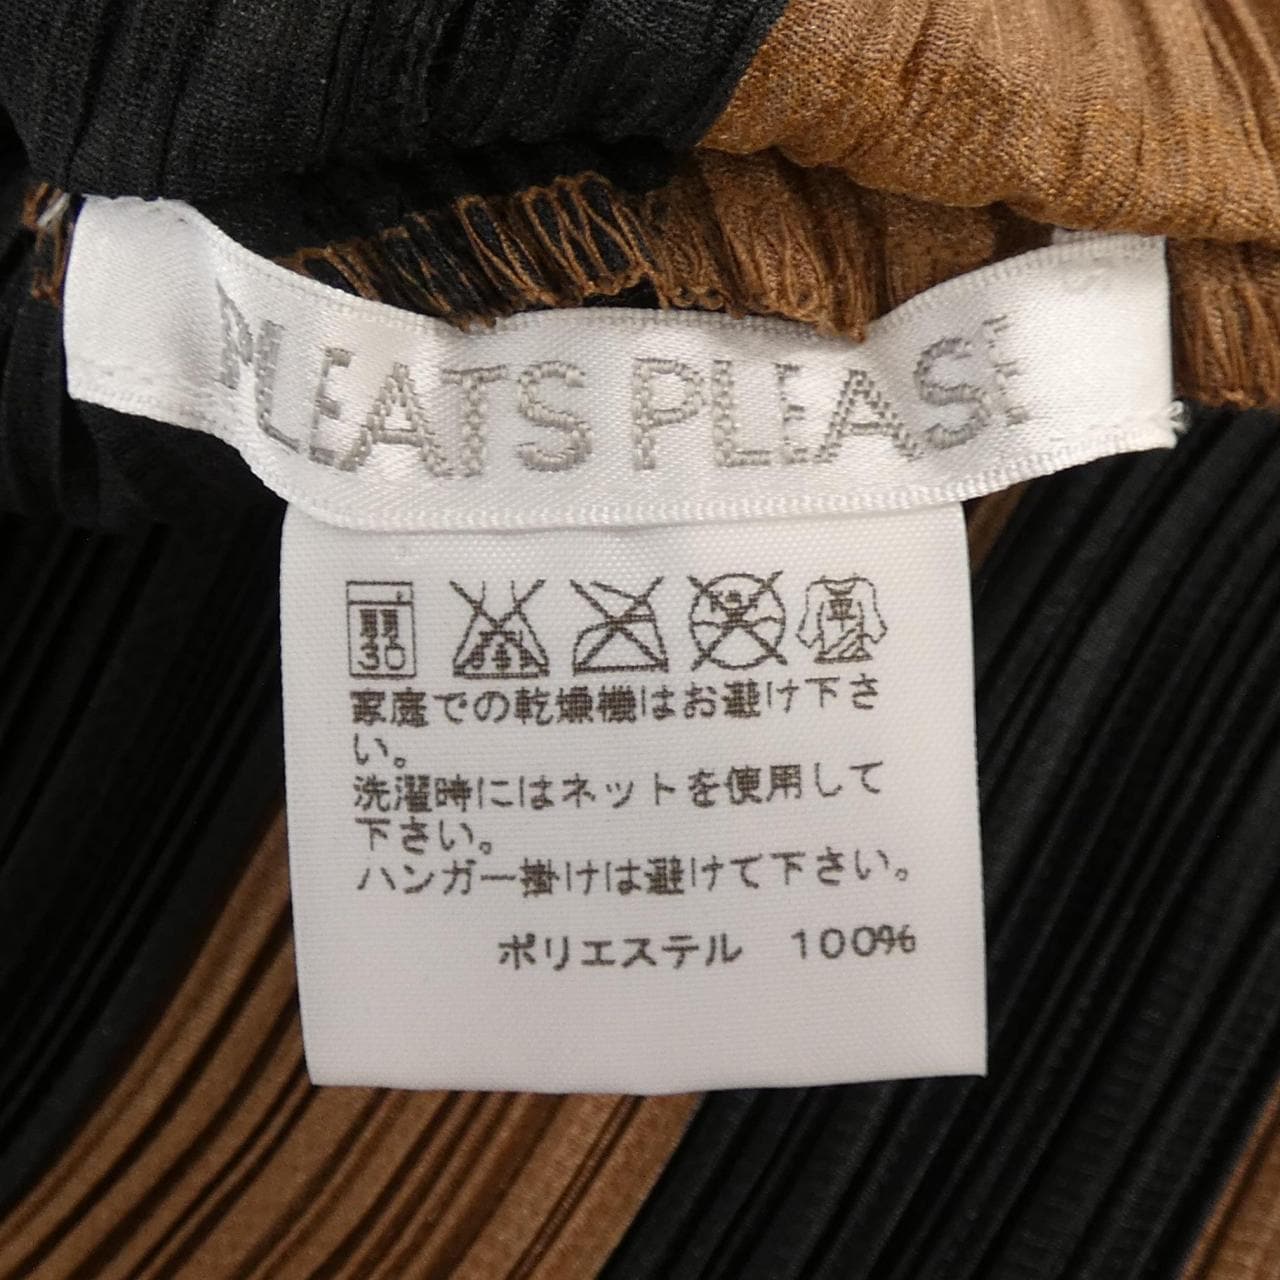 PLEATS PLEASE
弱
30
家庭での乾燥機はお避け下さ
い。
洗濯時にはネットを使用して
下さい。
ハンガー掛けは避けて下さい。
ポリエステル 100%